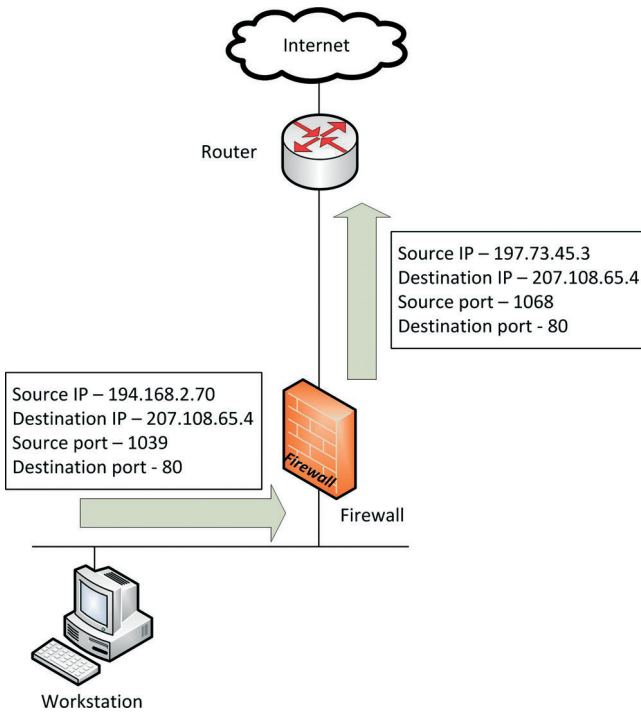 Internet
Router
Source IP – 197.73.45.3
Destination IP – 207.108.65.4
Source port – 1068
Destination port - 80
Source IP – 194.168.2.70
Destination IP – 207.108.65.4
Source port – 1039
Destination port - 80
Firewall
Firewall
Workstation